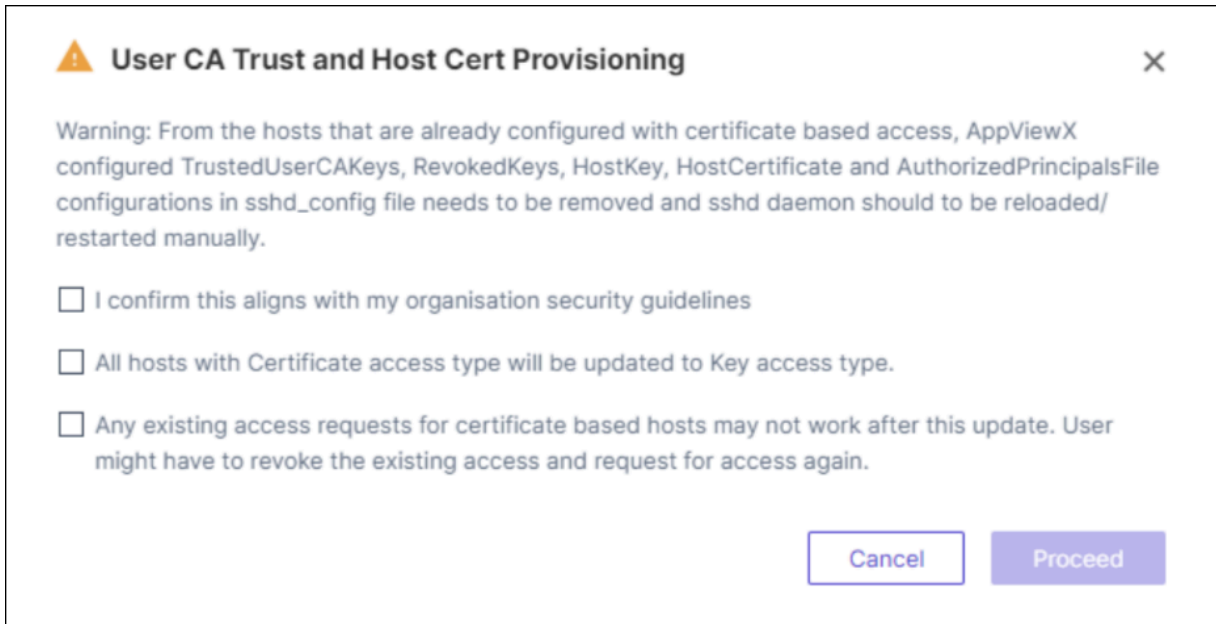 User CA Trust and Host Cert Provisioning
Warning: From the hosts that are already configured with certificate based access, AppViewX
configured TrustedUserCAKeys, RevokedKeys, HostKey, HostCertificate and AuthorizedPrincipalsFile
configurations in sshd_config file needs to be removed and sshd daemon should to be reloaded/
restarted manually.
I confirm this aligns with my organisation security guidelines
All hosts with Certificate access type will be updated to Key access type.
Any existing access requests for certificate based hosts may not work after this update. User
might have to revoke the existing access and request for access again.
Cancel Proceed